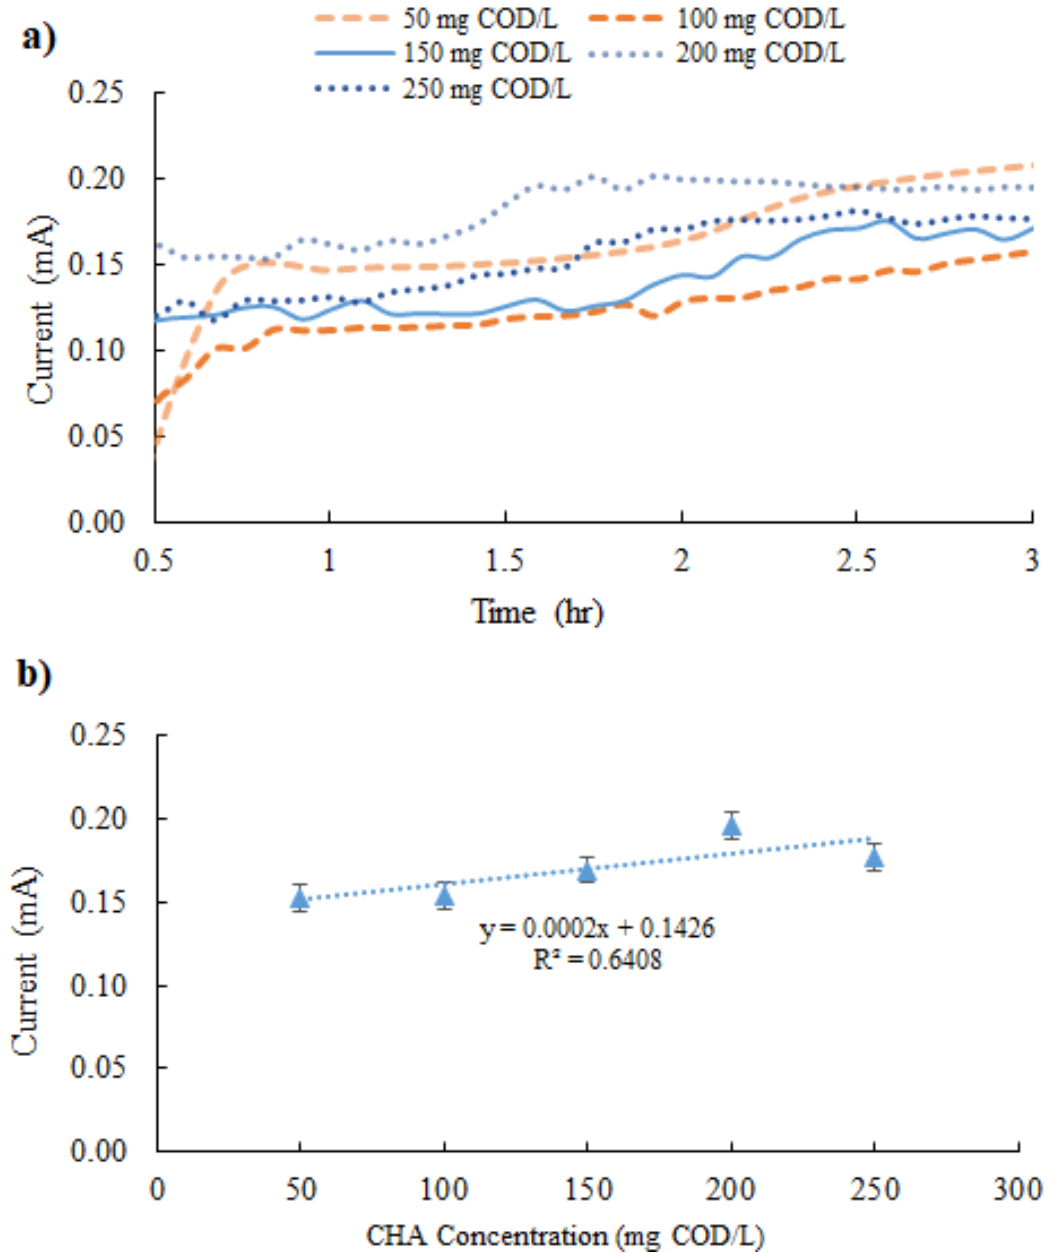 a)
50 mg COD/L 100 mg COD/L
150 mg COD/L 200 mg COD/L
250 mg COD/L
0.25
0.20
0.15
0.10
0.05
0.00
Current (mA)
0.5 1 1.5 2 2.5 3
Time (hr)
b)
0.25
0.20
0.15
0.10
0.05
0.00
Current (mA)
y = 0.0002x + 0.1426
R² = 0.6408
0 50 100 150 200 250 300
CHA Concentration (mg COD/L)